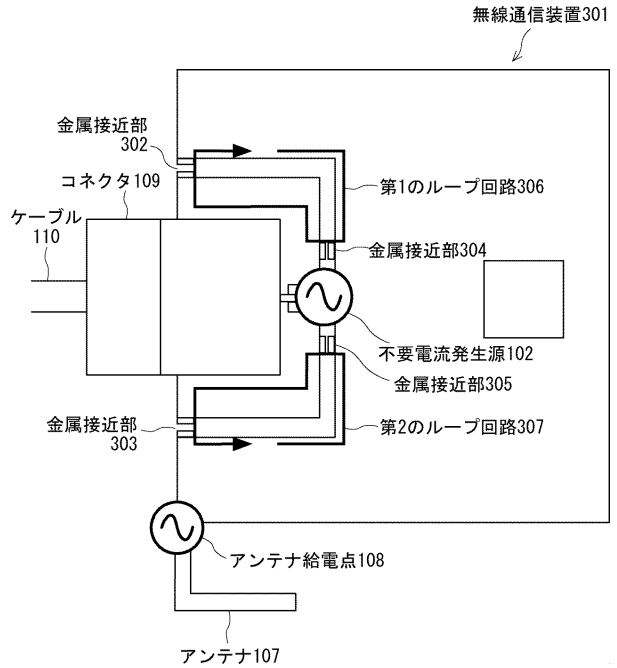 無線通信装置301
金属接近部
302
コネクタ109
第1のループ回路306
ケーブル
110
金属接近部304
不要電流発生源102
金属接近部305
金属接近部
303
第2のループ回路307
アンテナ給電点108
アンテナ107